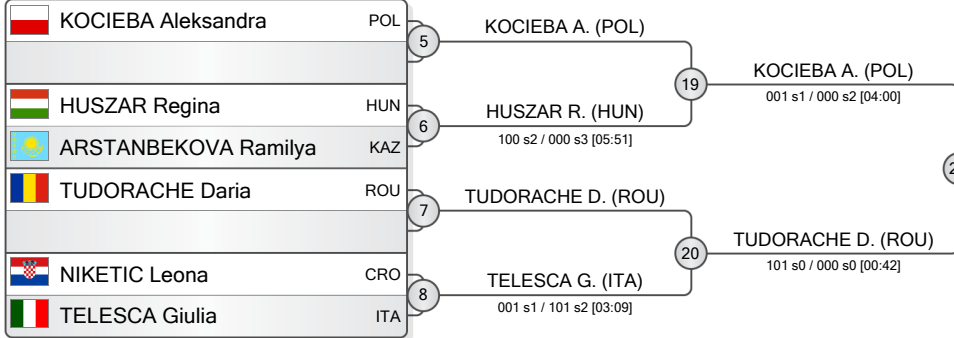 KOCIEBA Aleksandra POL
5
KOCIEBA A. (POL)
19
KOCIEBA A. (POL)
001 s1 / 000 s2 [04:00]
HUSZAR Regina HUN
6
HUSZAR R. (HUN)
100 s2 / 000 s3 [05:51]
ARSTANBEKOVA Ramilya KAZ
TUDORACHE Daria ROU
7
TUDORACHE D. (ROU)
20
TUDORACHE D. (ROU)
101 s0 / 000 s0 [00:42]
NIKETIC Leona CRO
8
TELESCA G. (ITA)
001 s1 / 101 s2 [03:09]
TELESCA Giulia ITA